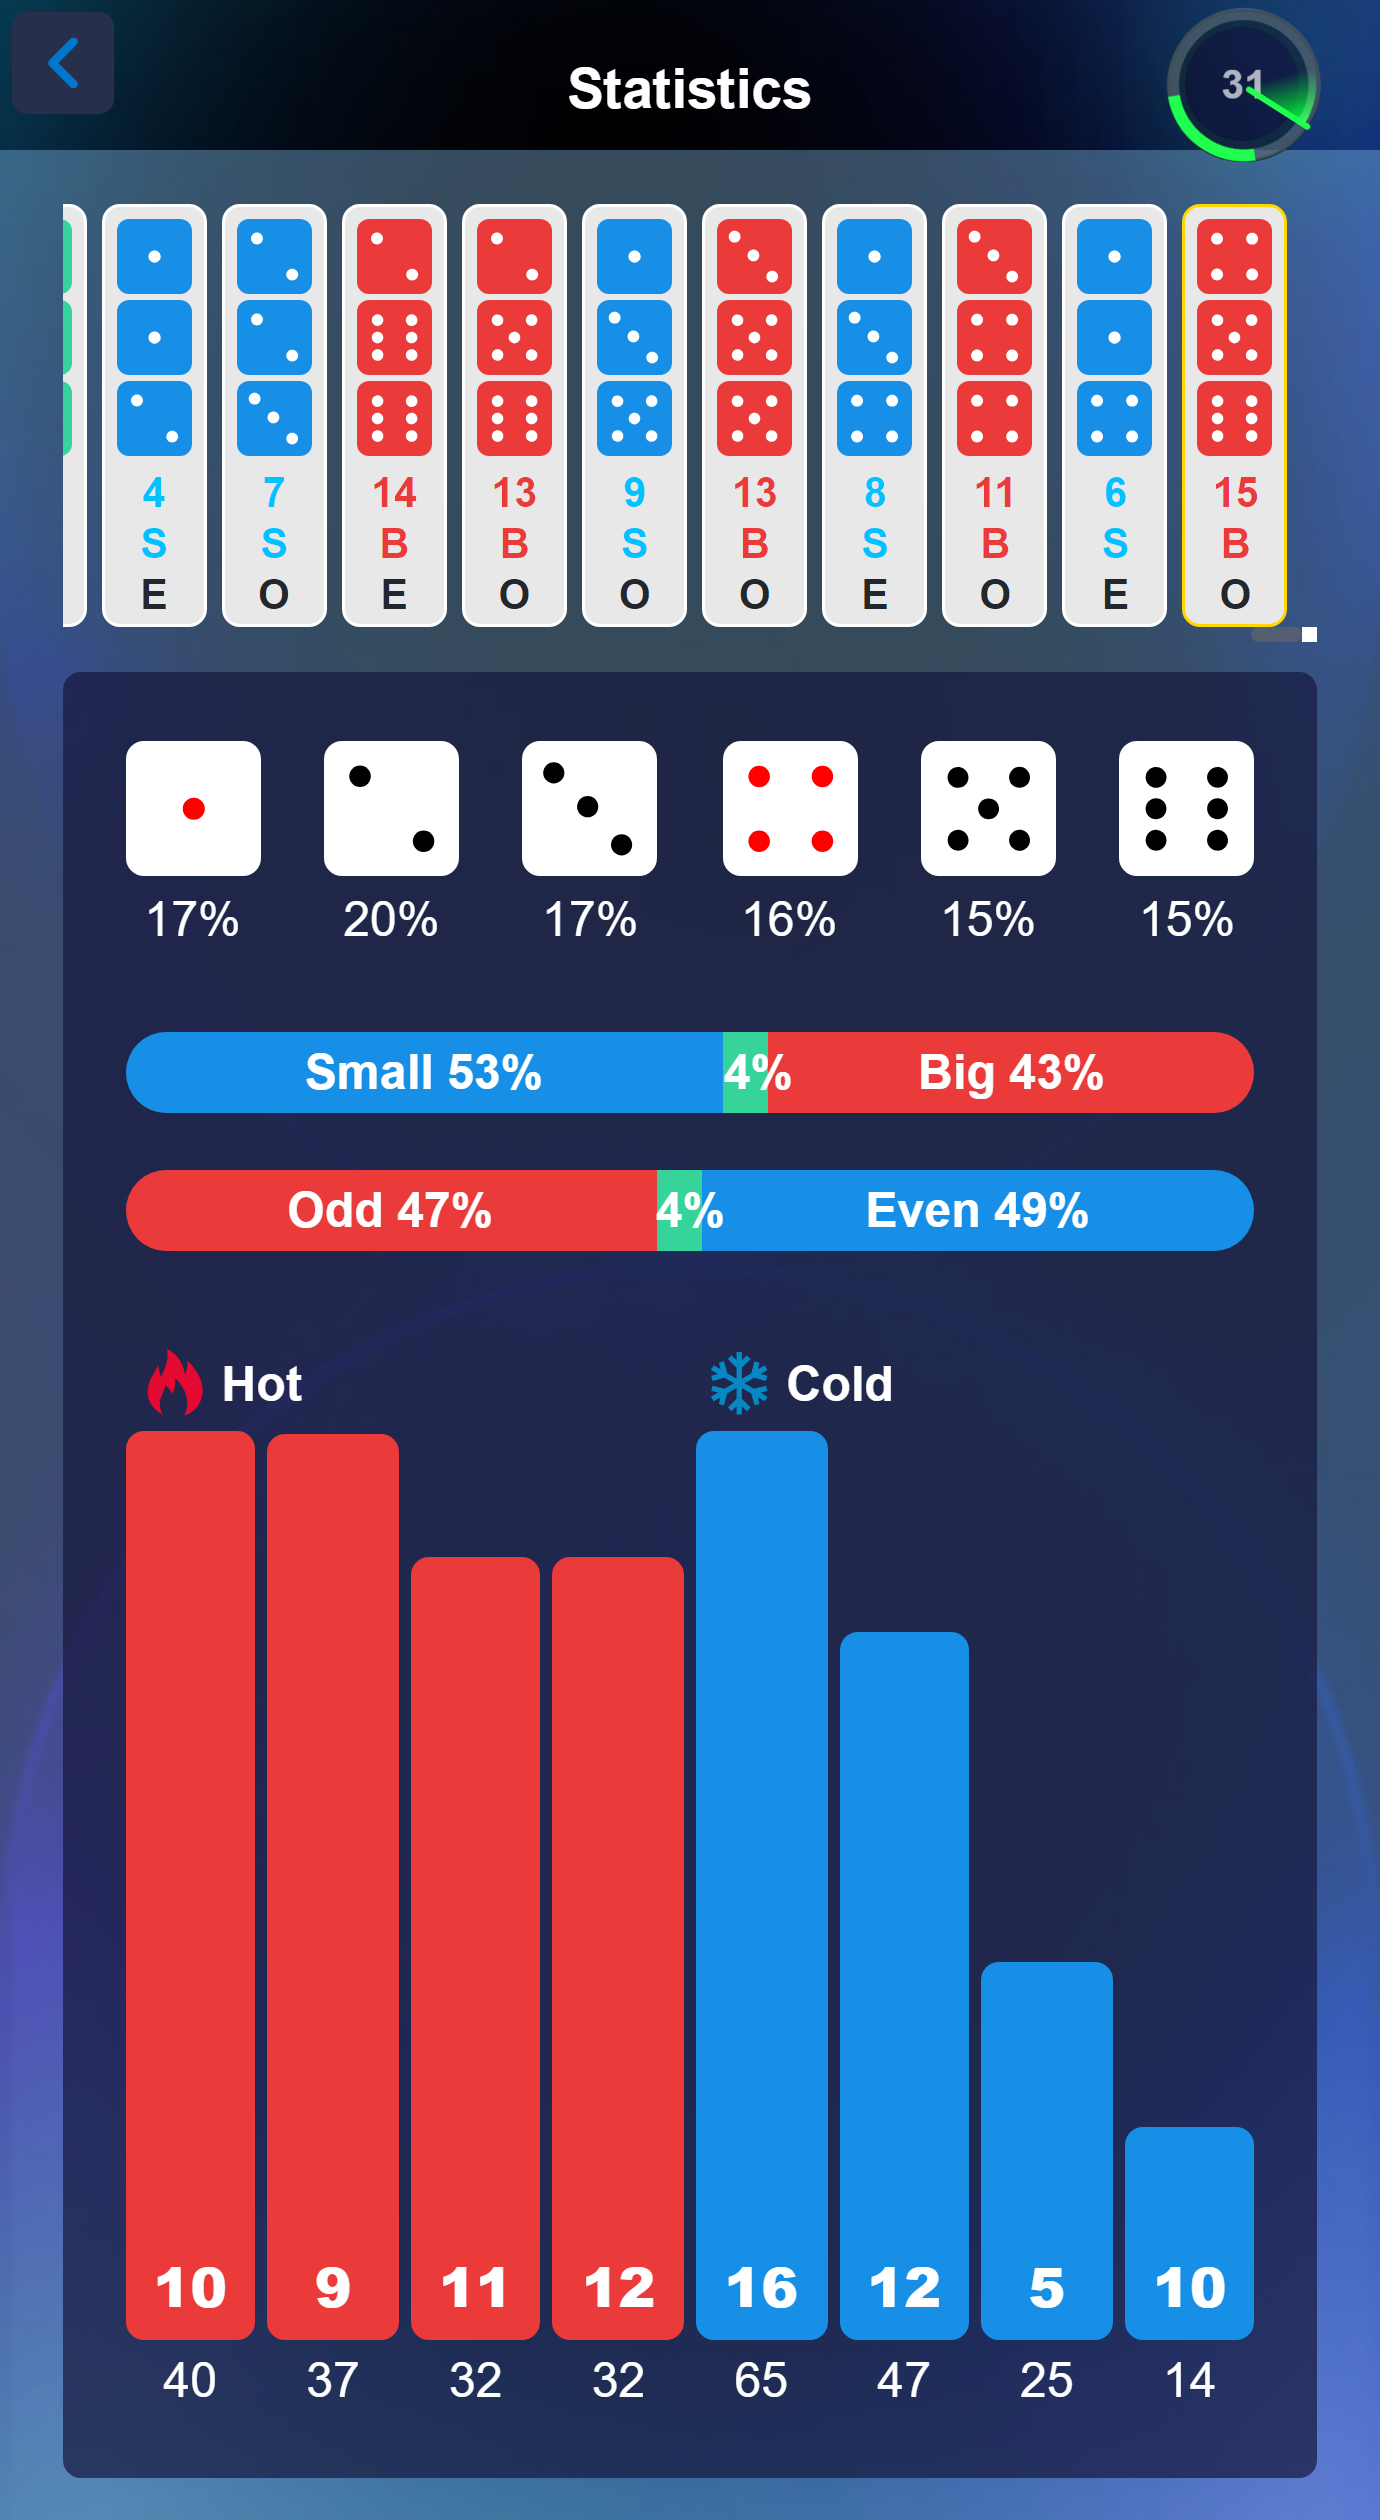 Statistics
31
4 7 14 13 9 13 8 11 6 15
S S B B S B S B S B
E O E O O O E O E O
17% 20% 17% 16% 15% 15%
Small 53% 4% Big 43%
Odd 47% 4% Even 49%
Hot Cold
10 9 11 12 16 12 5 10
40 37 32 32 65 47 25 14